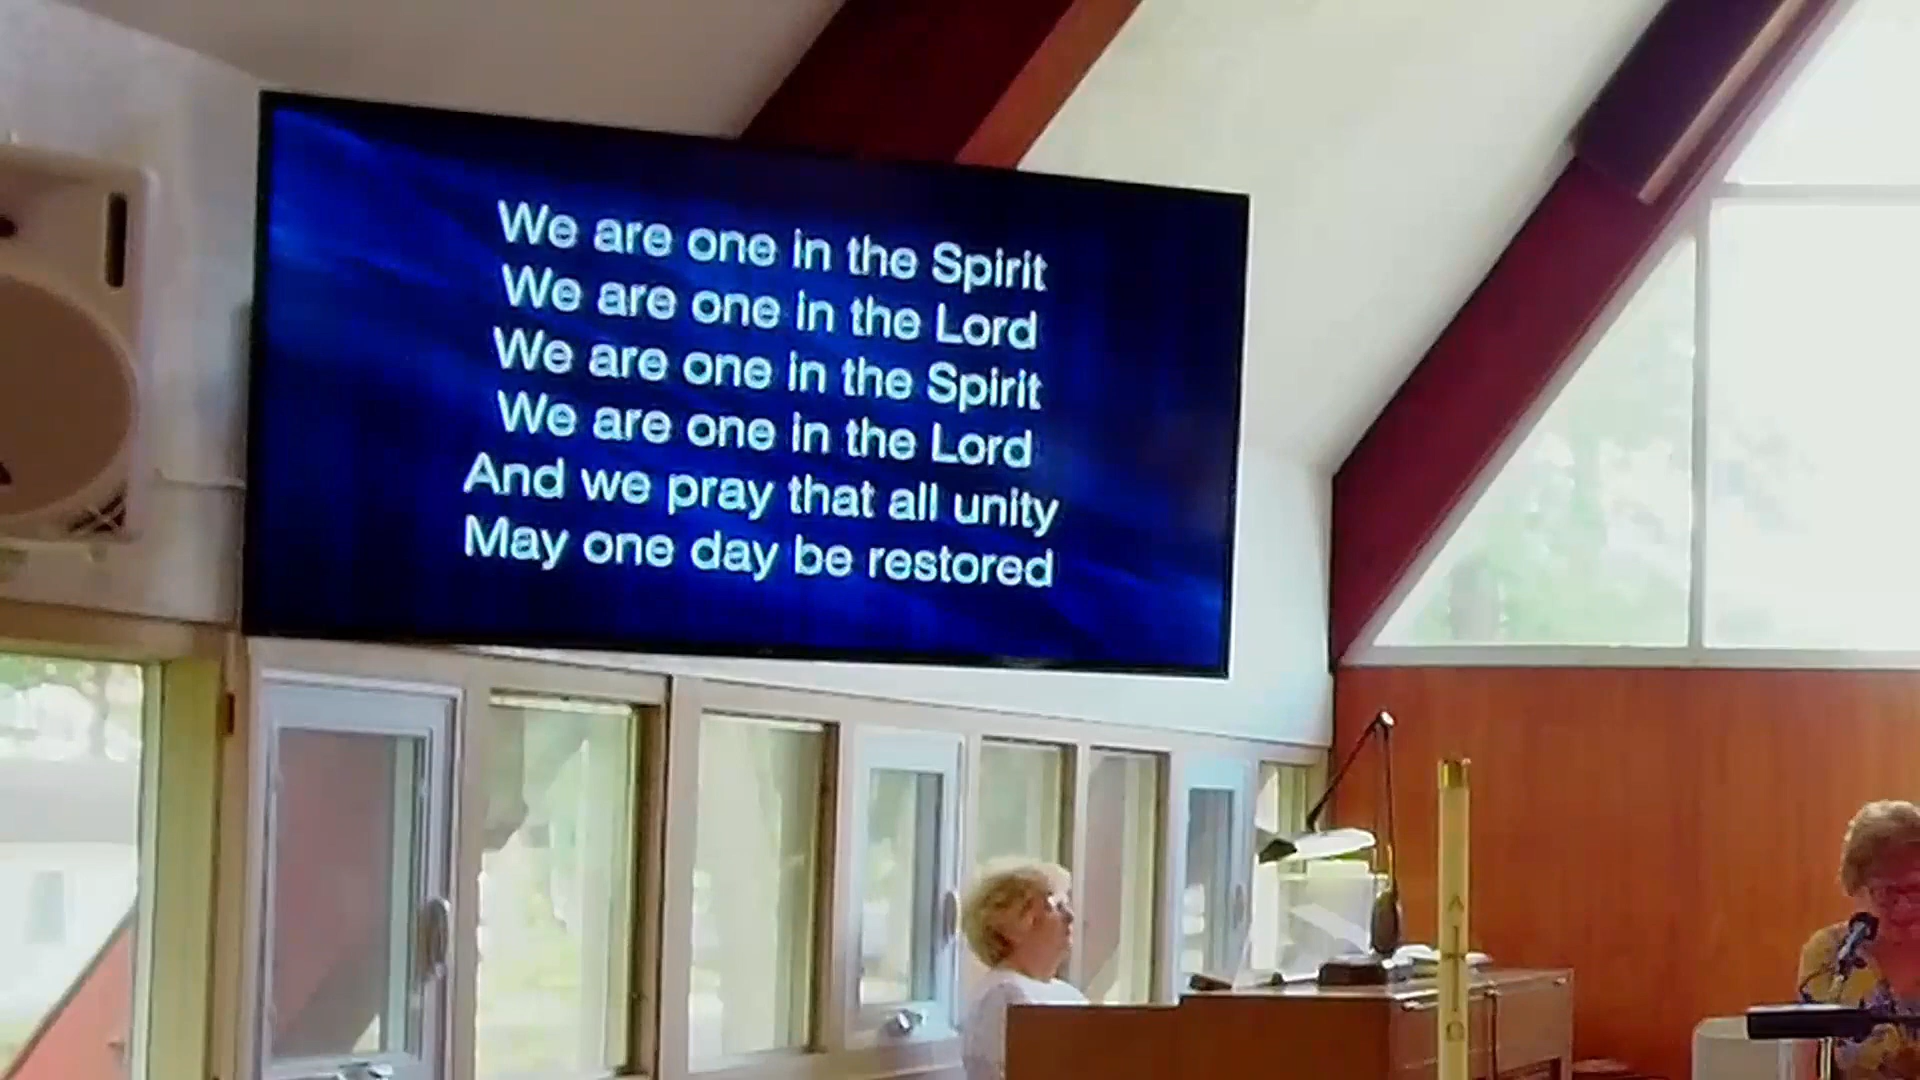 We are one in the Spirit
We are one in the Lord
We are one in the Spirit
We are one in the Lord
And we pray that all unity
May one day be restored